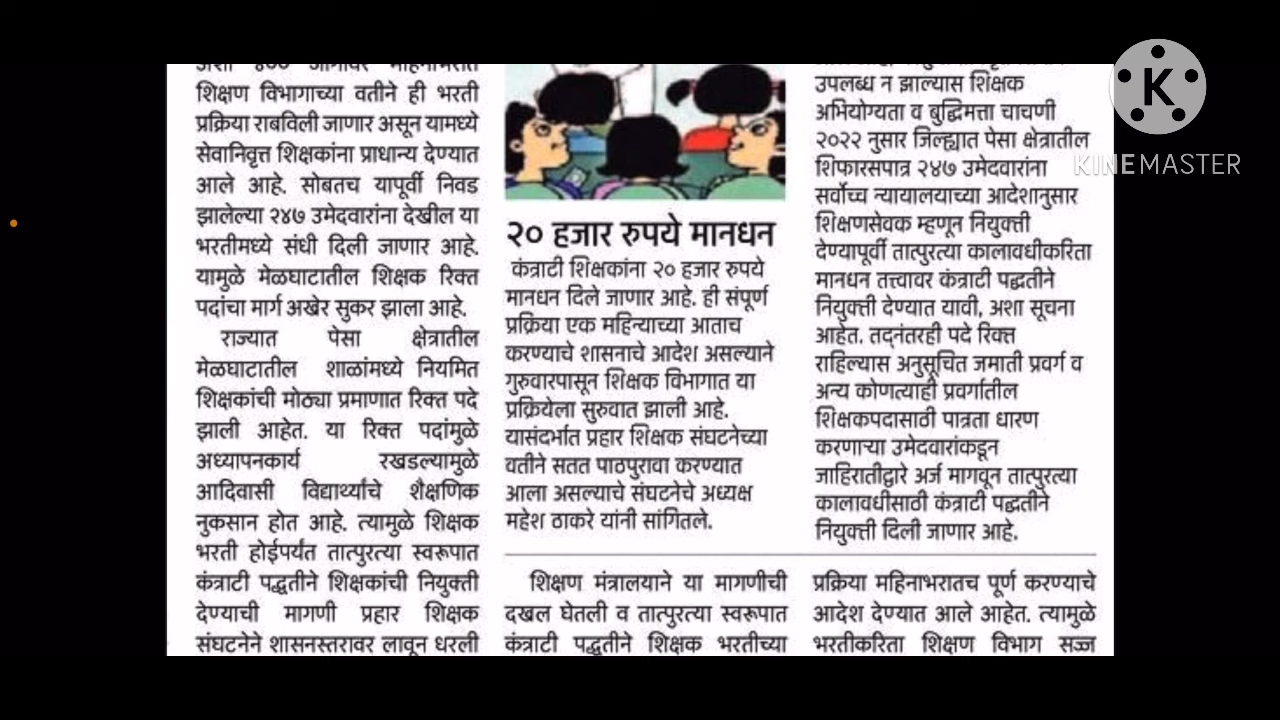 शिक्षण विभागाच्या वतीने ही भरती
प्रक्रिया राबविली जाणार असून यामध्ये
सेवानिवृत्त शिक्षकांना प्राधान्य देण्यात
आले आहे. सोबतच यापूर्वी निवड
झालेल्या २४७ उमेदवारांना देखील या
भरतीमध्ये संधी दिली जाणार आहे.
यामुळे मेळघाटातील शिक्षक रिक्त
पदांचा मार्ग अखेर सुकर झाला आहे.
राज्यात पेसा क्षेत्रातील
मेळघाटातील शाळांमध्ये नियमित
शिक्षकांची मोठ्या प्रमाणात रिक्त पदे
झाली आहेत. या रिक्त पदांमुळे
अध्यापनकार्य रखडल्यामुळे
आदिवासी विद्यार्थ्यांचे शैक्षणिक
नुकसान होत आहे. त्यामुळे शिक्षक
भरती होईपर्यंत तात्पुरत्या स्वरूपात
कंत्राटी पद्धतीने शिक्षकांची नियुक्ती
देण्याची मागणी प्रहार शिक्षक
संघटनेने शासनस्तरावर लावून धरली
२० हजार रुपये मानधन
कंत्राटी शिक्षकांना २० हजार रुपये
मानधन दिले जाणार आहे. ही संपूर्ण
प्रक्रिया एक महिन्याच्या आताच
करण्याचे शासनाचे आदेश असल्याने
गुरुवारपासून शिक्षक विभागात या
प्रक्रियेला सुरुवात झाली आहे.
यासंदर्भात प्रहार शिक्षक संघटनेच्या
वतीने सतत पाठपुरावा करण्यात
आला असल्याचे संघटनेचे अध्यक्ष
महेश ठाकरे यांनी सांगितले.
शिक्षण मंत्रालयाने या मागणीची
दखल घेतली व तात्पुरत्या स्वरूपात
कंत्राटी पद्धतीने शिक्षक भरतीच्या
उपलब्ध न झाल्यास शिक्षक
अभियोग्यता व बुद्धिमत्ता चाचणी
२०२२ नुसार जिल्ह्यात पेसा क्षेत्रातील
शिफारसपात्र २४७ उमेदवारांना
सर्वोच्च न्यायालयाच्या आदेशानुसार
शिक्षणसेवक म्हणून नियुक्ती
देण्यापूर्वी तात्पुरत्या कालावधीकरिता
मानधन तत्त्वावर कंत्राटी पद्धतीने
नियुक्ती देण्यात यावी, अशा सूचना
आहेत. तद्नंतरही पदे रिक्त
राहिल्यास अनुसूचित जमाती प्रवर्ग व
अन्य कोणत्याही प्रवर्गातील
शिक्षकपदासाठी पात्रता धारण
करणाऱ्या उमेदवारांकडून
जाहिरातीद्वारे अर्ज मागवून तात्पुरत्या
कालावधीसाठी कंत्राटी पद्धतीने
नियुक्ती दिली जाणार आहे.
प्रक्रिया महिनाभरातच पूर्ण करण्याचे
आदेश देण्यात आले आहेत. त्यामुळे
भरतीकरिता शिक्षण विभाग सज्ज
KINEMASTER